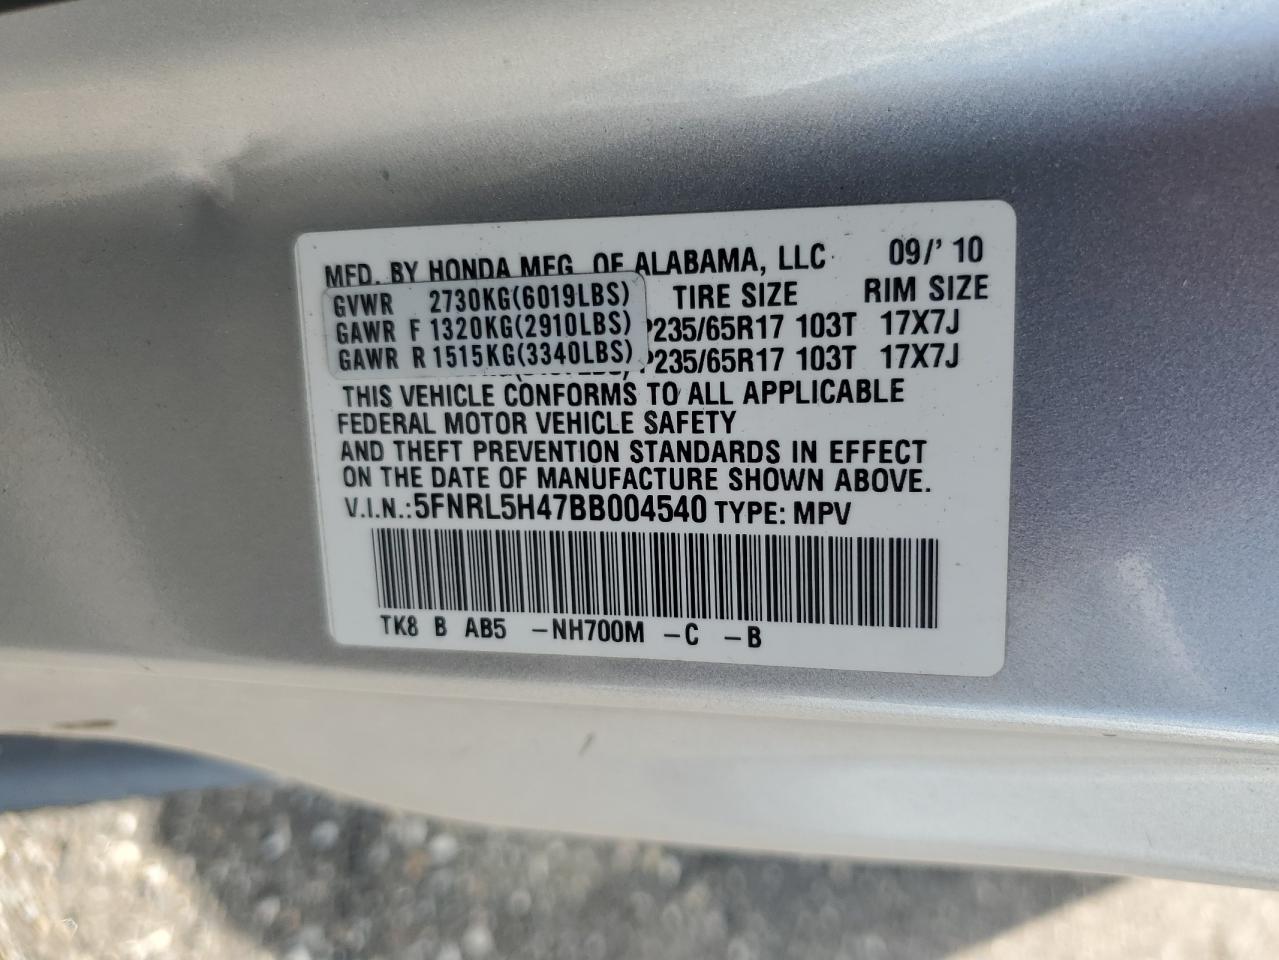 MFD. BY HONDA MFG. OF ALABAMA, LLC 09/' 10
GVWR 2730KG(6019LBS) TIRE SIZE RIM SIZE
GAWR F 1320KG(2910LBS) P235/65R17 103T 17X7J
GAWR R 1515KG(3340LBS) P235/65R17 103T 17X7J
THIS VEHICLE CONFORMS TO ALL APPLICABLE
FEDERAL MOTOR VEHICLE SAFETY
AND THEFT PREVENTION STANDARDS IN EFFECT
ON THE DATE OF MANUFACTURE SHOWN ABOVE.
V.I.N.: 5FNRL5H47BB004540 TYPE: MPV
TK8 B AB5 -NH700M -C -B